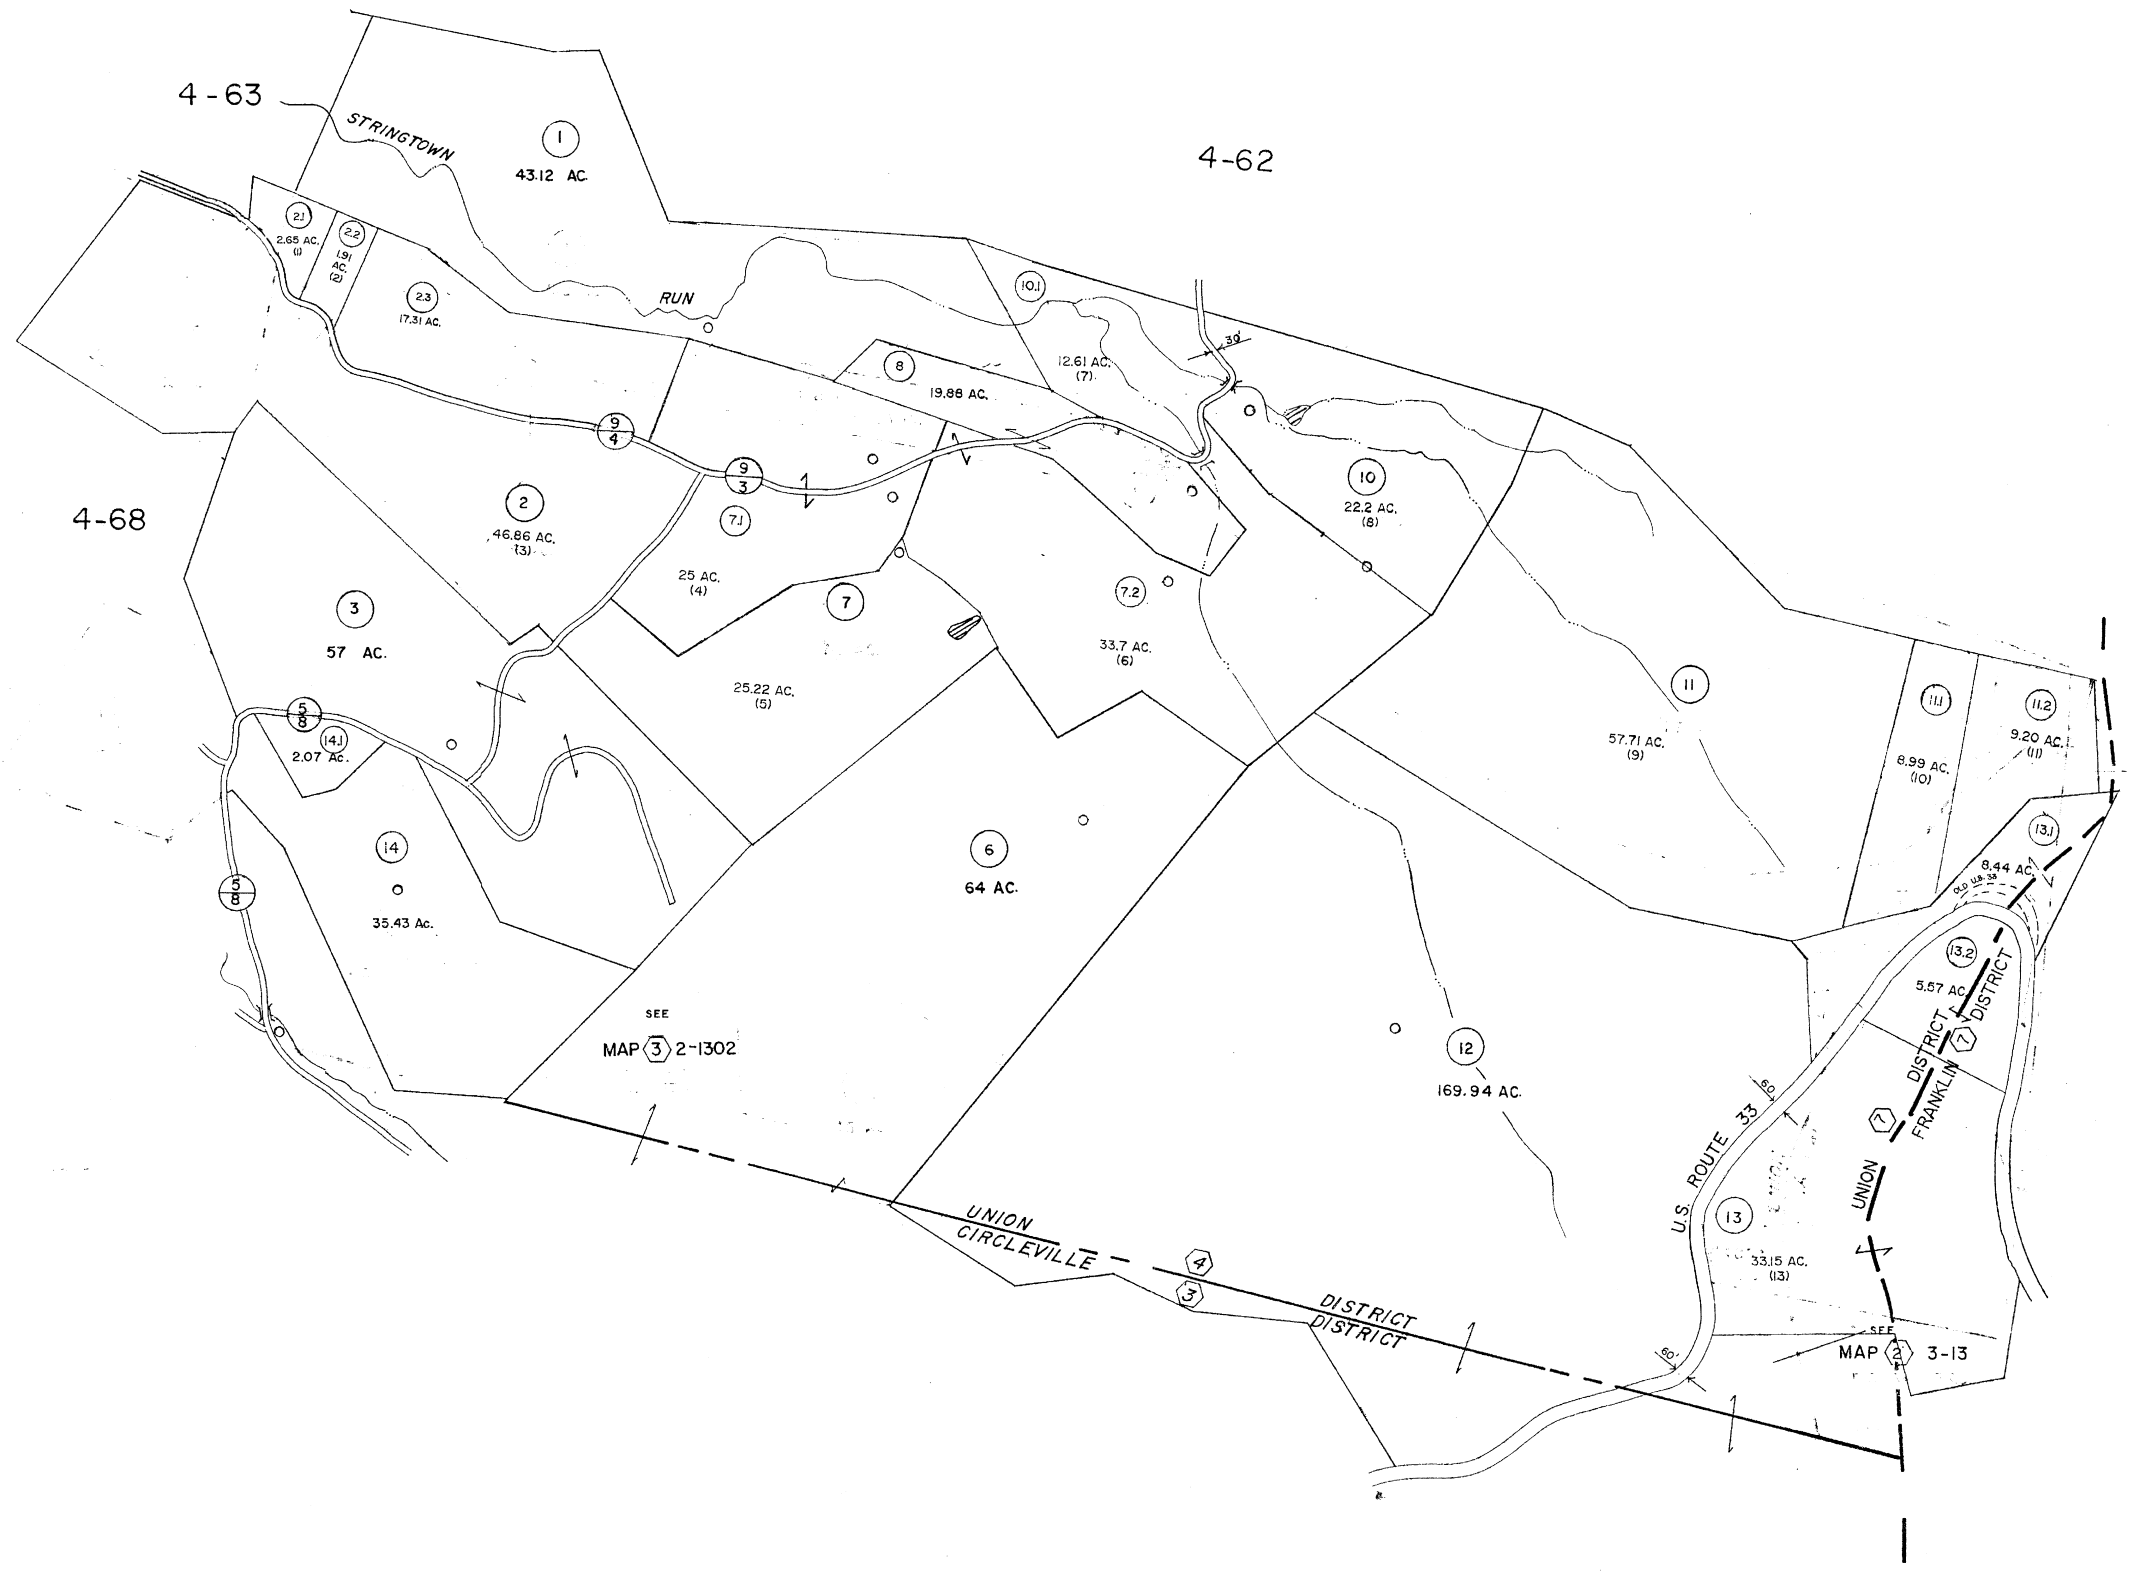 4-63
STRINGTOWN
1
43.12 AC.
4-62
2.1
2.65 AC.
(1)
2.2
1.91
AC.
(2)
2.3
17.31 AC.
RUN
10.1
30'
8
19.88 AC.
12.61 AC.
(7)
9
4
9
3
10
22.2 AC.
(8)
2
46.86 AC.
(3)
7.1
4-68
25 AC.
(4)
7
7.2
33.7 AC.
(6)
3
57 AC.
25.22 AC.
(5)
11
57.71 AC.
(9)
11.1
8.99 AC.
(10)
11.2
9.20 AC.
(11)
5
8
14.1
2.07 Ac.
13.1
8.44 AC.
OLD U.S. 33
14
35.43 Ac.
6
64 AC.
5
8
13.2
5.57 AC.
SEE
MAP 3 2-1302
12
169.94 AC.
UNION DISTRICT
FRANKLIN DISTRICT
7
7
60'
U.S. ROUTE 33
13
33.15 AC.
(13)
UNION DISTRICT
CIRCLEVILLE DISTRICT
4
3
60'
SEE
MAP 2 3-13